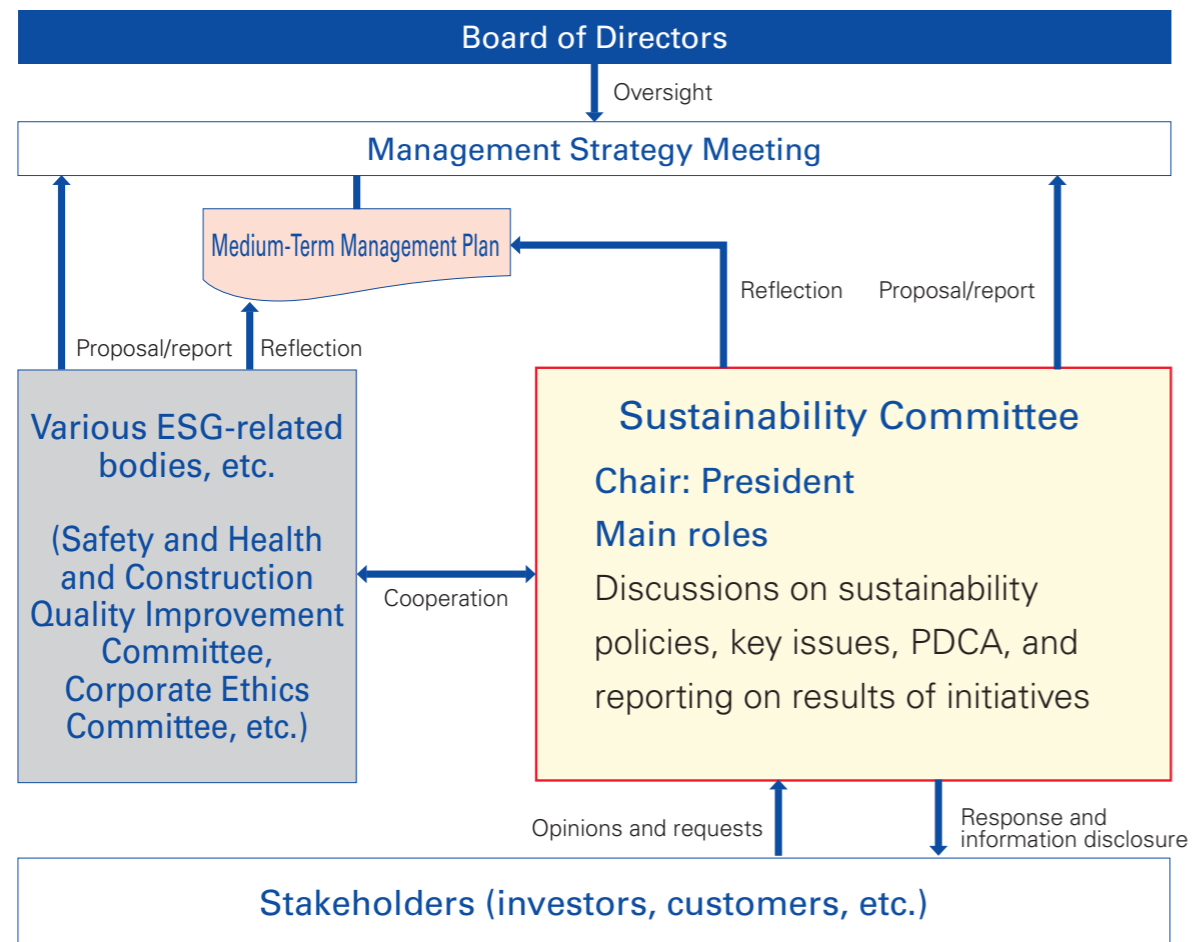 Board of Directors
Oversight
Management Strategy Meeting
Medium-Term Management Plan
Reflection
Proposal/report
Proposal/report
Reflection
Various ESG-related
bodies, etc.
(Safety and Health
and Construction
Quality Improvement
Committee,
Corporate Ethics
Committee, etc.)
Cooperation
Sustainability Committee
Chair: President
Main roles
Discussions on sustainability
policies, key issues, PDCA, and
reporting on results of initiatives
Opinions and requests
Response and
information disclosure
Stakeholders (investors, customers, etc.)